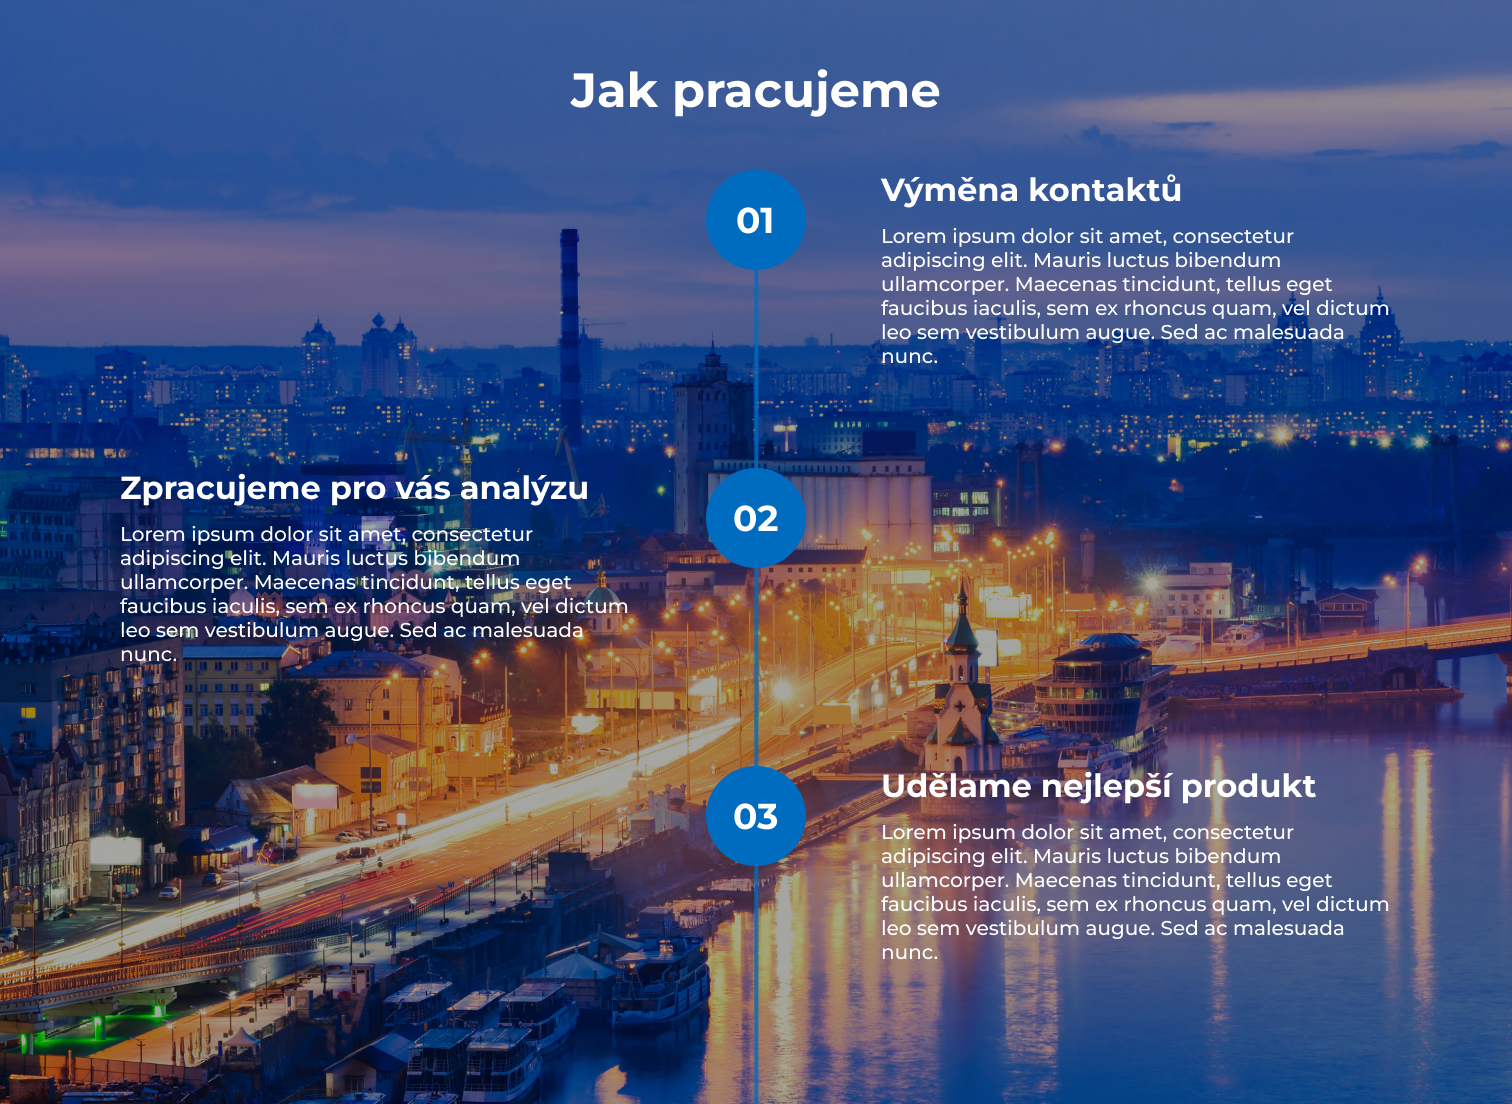 Jak pracujeme
01
Výměna kontaktů
Lorem ipsum dolor sit amet, consectetur
adipiscing elit. Mauris luctus bibendum
ullamcorper. Maecenas tincidunt, tellus eget
faucibus iaculis, sem ex rhoncus quam, vel dictum
leo sem vestibulum augue. Sed ac malesuada
nunc.
02
Zpracujeme pro vás analýzu
Lorem ipsum dolor sit amet, consectetur
adipiscing elit. Mauris luctus bibendum
ullamcorper. Maecenas tincidunt, tellus eget
faucibus iaculis, sem ex rhoncus quam, vel dictum
leo sem vestibulum augue. Sed ac malesuada
nunc.
03
Udělame nejlepší produkt
Lorem ipsum dolor sit amet, consectetur
adipiscing elit. Mauris luctus bibendum
ullamcorper. Maecenas tincidunt, tellus eget
faucibus iaculis, sem ex rhoncus quam, vel dictum
leo sem vestibulum augue. Sed ac malesuada
nunc.